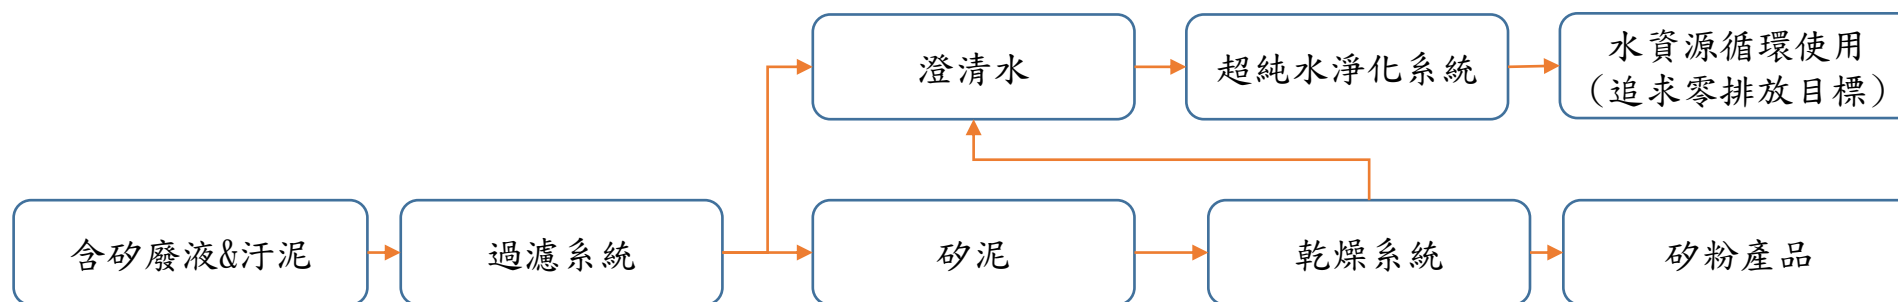 澄清水
超純水淨化系統
水資源循環使用
(追求零排放目標)
含矽廢液&汙泥
過濾系統
矽泥
乾燥系統
矽粉產品